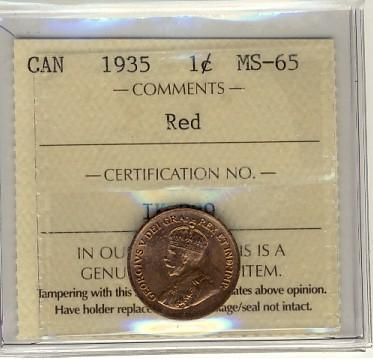 CAN 1935 1¢ MS-65
— COMMENTS —
Red
— CERTIFICATION NO. —
IN OU IS IS A
GENU ITEM.
Tampering with this ates above opinion.
Have holder replace age/seal not intact.
GEORGIVS V DEI GRA: REX ET IND:IMP: